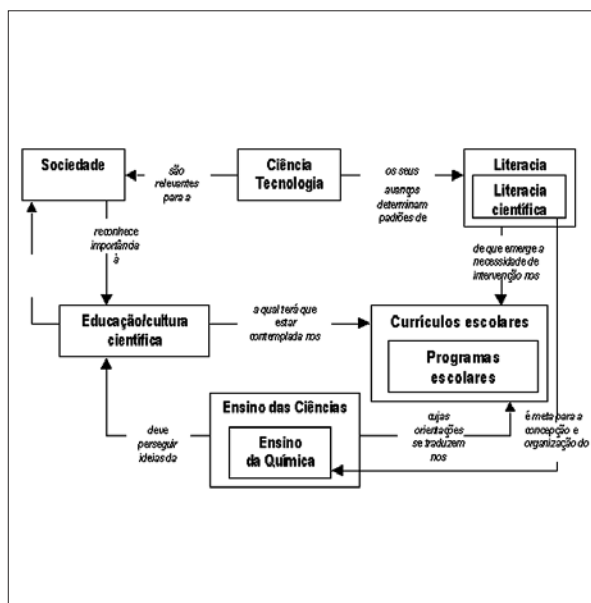 Sociedade
são
relevantes
para a
Ciência
Tecnologia
os seus
avanços
determinam
padrões de
Literacia
Literacia
científica
reconhece
importância
à
de que emerge a
necessidade de
intervenção nos
Educação/cultura
científica
a qual terá que
estar
contemplada nos
Currículos escolares
Programas
escolares
deve
perseguir
ideias da
Ensino das Ciências
Ensino
da Química
cujas
orientações
se traduzem
nos
é meta para a
concepção e
organização do